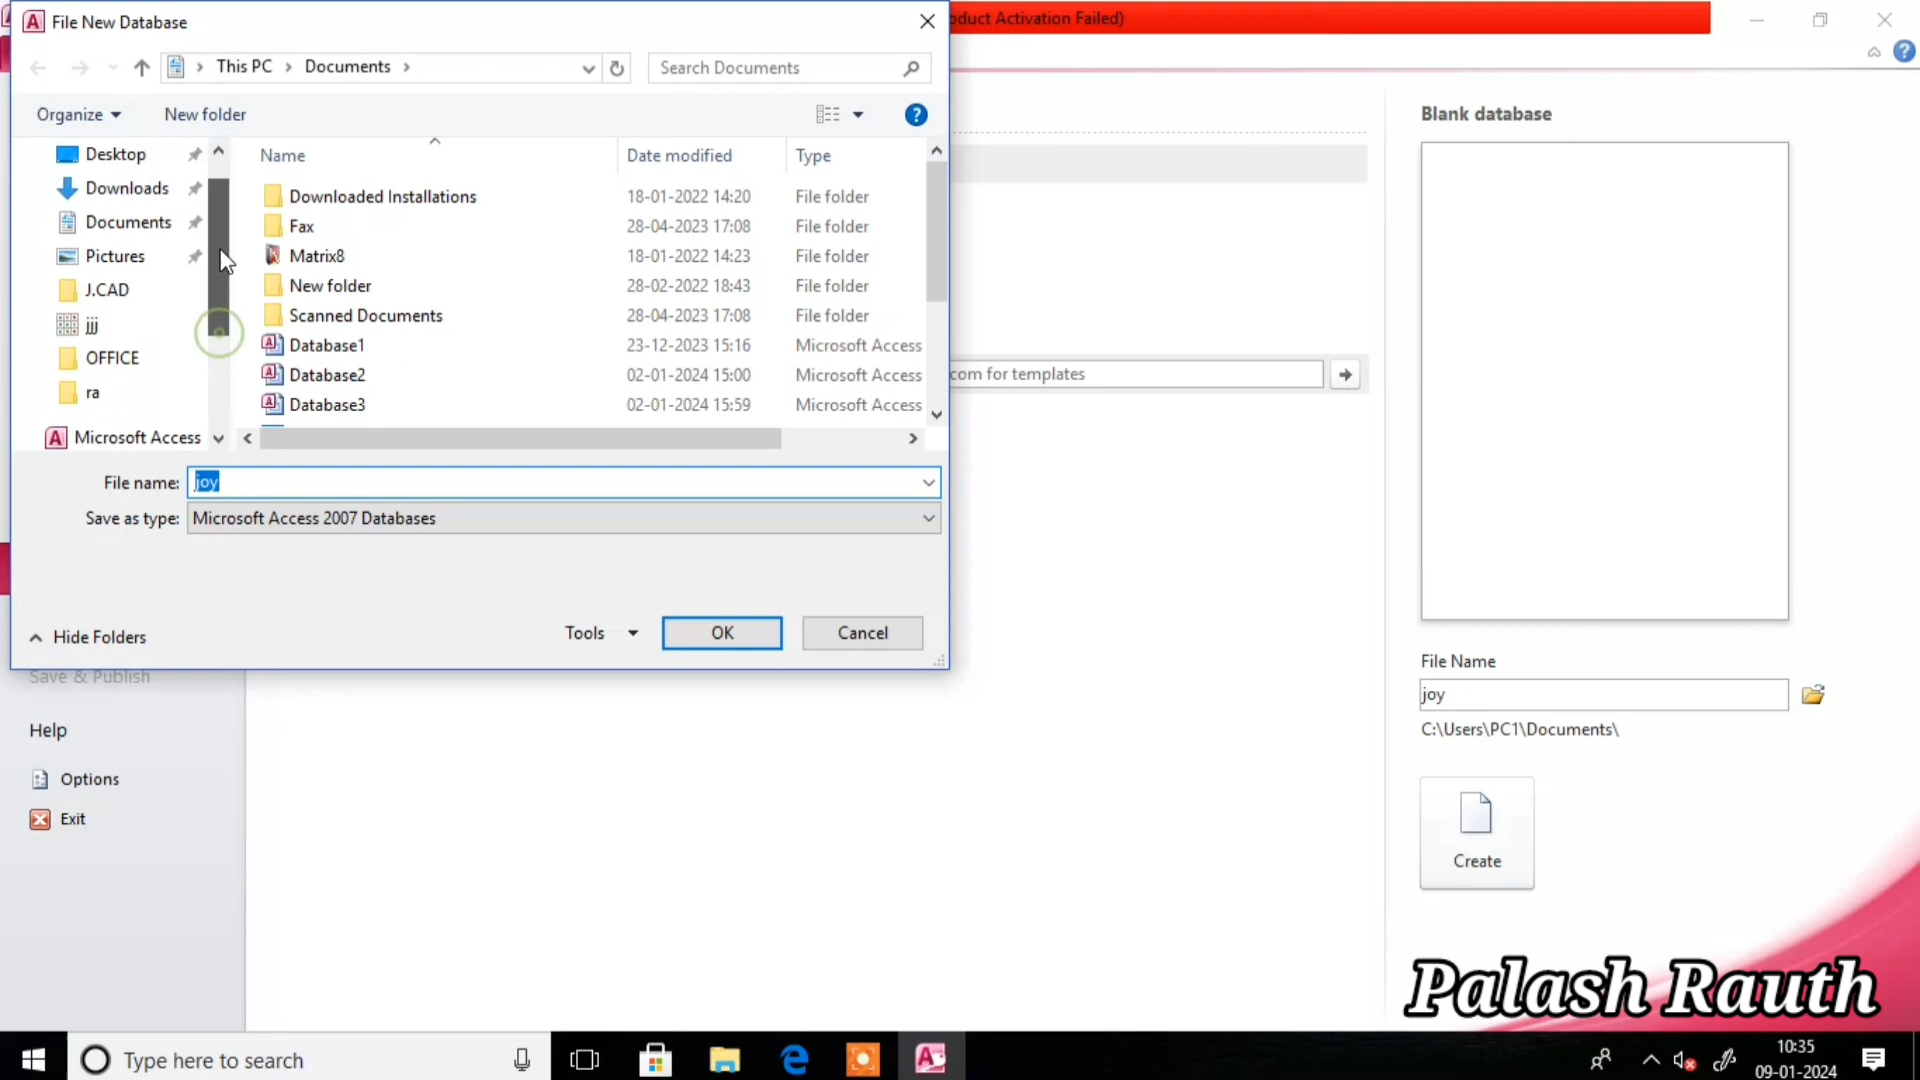 File New Database
oduct Activation Failed)
This PC
Documents
Search Documents
Organize
New folder
Name
Date modified
Type
Desktop
Downloads
Documents
Pictures
J.CAD
jjj
OFFICE
ra
Microsoft Access
Downloaded Installations 18-01-2022 14:20 File folder
Fax 28-04-2023 17:08 File folder
Matrix8 18-01-2022 14:23 File folder
New folder 28-02-2022 18:43 File folder
Scanned Documents 28-04-2023 17:08 File folder
Database1 23-12-2023 15:16 Microsoft Access
Database2 02-01-2024 15:00 Microsoft Access
Database3 02-01-2024 15:59 Microsoft Access
File name: joy
Save as type: Microsoft Access 2007 Databases
Hide Folders
Tools
OK
Cancel
Save & Publish
Help
Options
Exit
com for templates
Blank database
File Name
joy
C:\Users\PC1\Documents\
Create
Palash Rauth
Type here to search
10:35
09-01-2024